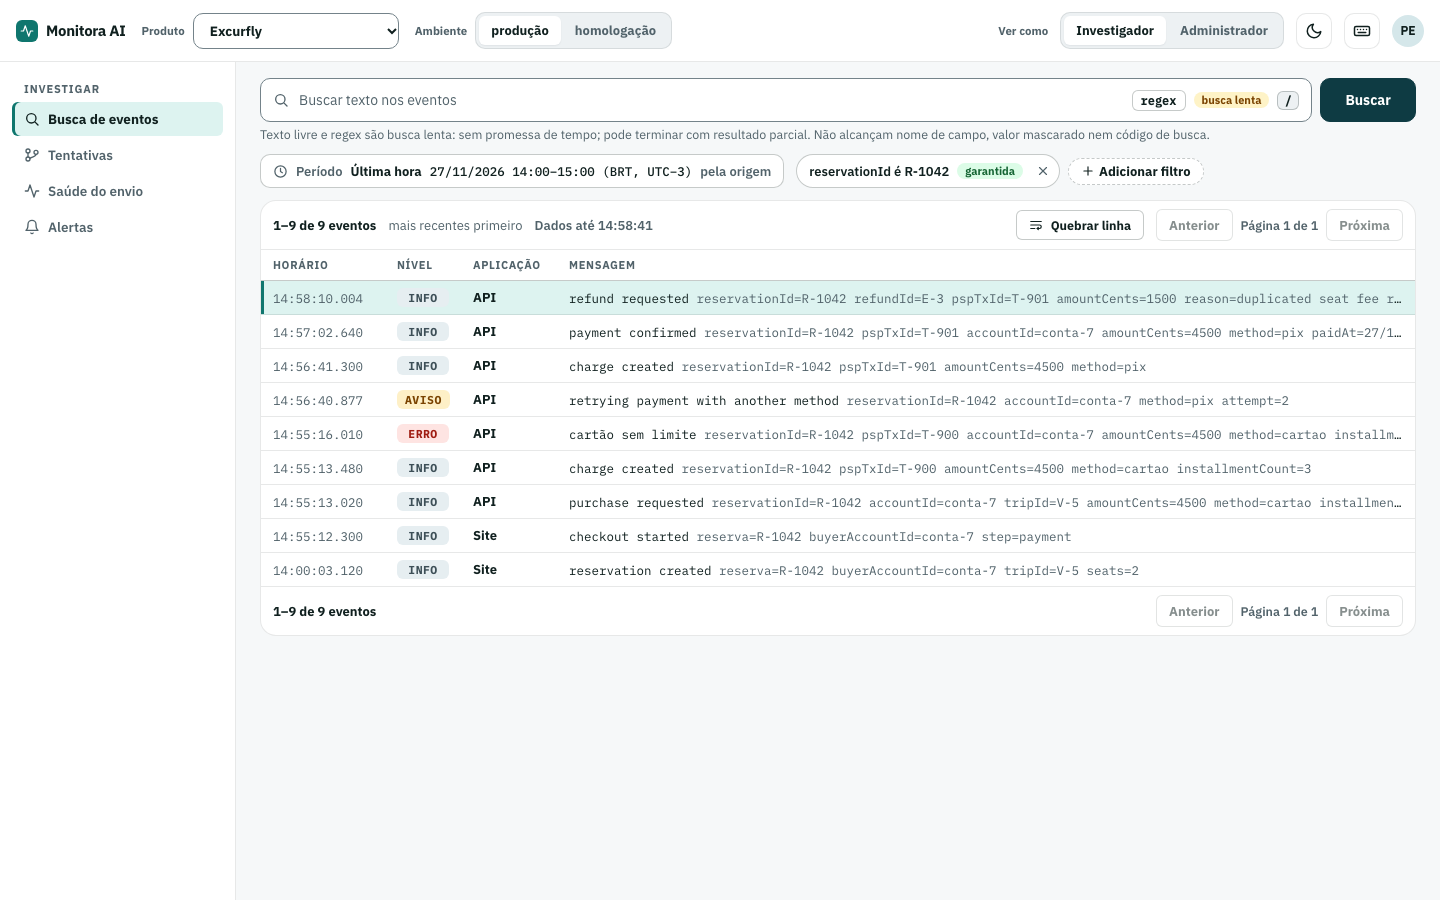 Monitora AI Produto Excurfly Ambiente produção homologação Ver como Investigador Administrador PE
INVESTIGAR
Busca de eventos
Tentativas
Saúde do envio
Alertas
Buscar texto nos eventos regex busca lenta / Buscar
Texto livre e regex são busca lenta: sem promessa de tempo; pode terminar com resultado parcial. Não alcançam nome de campo, valor mascarado nem código de busca.
Período Última hora 27/11/2026 14:00–15:00 (BRT, UTC−3) pela origem reservationId é R-1042 garantida × + Adicionar filtro
1–9 de 9 eventos mais recentes primeiro Dados até 14:58:41 Quebrar linha Anterior Página 1 de 1 Próxima
HORÁRIO NÍVEL APLICAÇÃO MENSAGEM
14:58:10.004 INFO API refund requested reservationId=R-1042 refundId=E-3 pspTxId=T-901 amountCents=1500 reason=duplicated seat fee r…
14:57:02.640 INFO API payment confirmed reservationId=R-1042 pspTxId=T-901 accountId=conta-7 amountCents=4500 method=pix paidAt=27/1…
14:56:41.300 INFO API charge created reservationId=R-1042 pspTxId=T-901 amountCents=4500 method=pix
14:56:40.877 AVISO API retrying payment with another method reservationId=R-1042 accountId=conta-7 method=pix attempt=2
14:55:16.010 ERRO API cartão sem limite reservationId=R-1042 pspTxId=T-900 accountId=conta-7 amountCents=4500 method=cartao installm…
14:55:13.480 INFO API charge created reservationId=R-1042 pspTxId=T-900 amountCents=4500 method=cartao installmentCount=3
14:55:13.020 INFO API purchase requested reservationId=R-1042 accountId=conta-7 tripId=V-5 amountCents=4500 method=cartao installmen…
14:55:12.300 INFO Site checkout started reserva=R-1042 buyerAccountId=conta-7 step=payment
14:00:03.120 INFO Site reservation created reserva=R-1042 buyerAccountId=conta-7 tripId=V-5 seats=2
1–9 de 9 eventos Anterior Página 1 de 1 Próxima